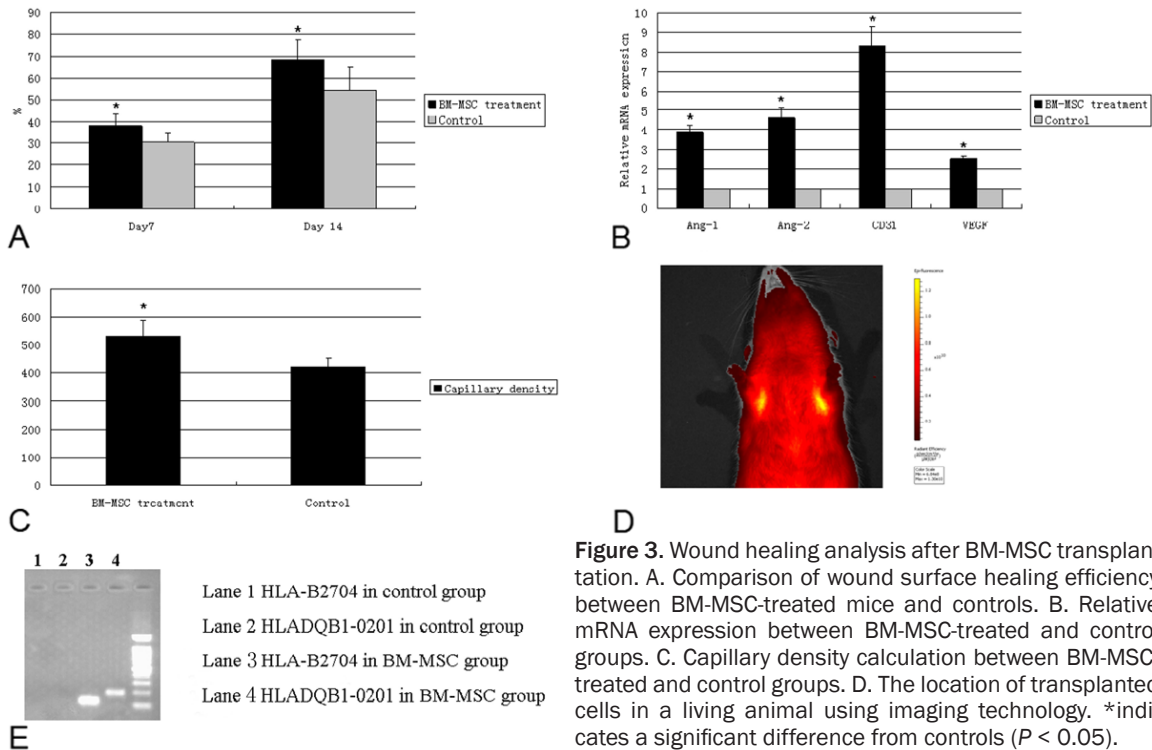 90
80
70
60
50
40
30
20
10
0
%
*
*
Day7
Day 14
BM-MSC treatment
Control
A
10
9
8
7
6
5
4
3
2
1
0
Relative mRNA expression
*
*
*
*
Ang-1
Ang-2
CD31
VEGF
BM-MSC treatment
Control
B
700
600
500
400
300
200
100
0
*
BM-MSC treatment
Control
Capillary density
C
Epi-fluorescence
Radiant Efficiency
Color Scale
D
1 2 3 4
Lane 1 HLA-B2704 in control group
Lane 2 HLADQB1-0201 in control group
Lane 3 HLA-B2704 in BM-MSC group
Lane 4 HLADQB1-0201 in BM-MSC group
E
Figure 3. Wound healing analysis after BM-MSC transplan
tation. A. Comparison of wound surface healing efficiency
between BM-MSC-treated mice and controls. B. Relative
mRNA expression between BM-MSC-treated and contro
groups. C. Capillary density calculation between BM-MSC
treated and control groups. D. The location of transplanted
cells in a living animal using imaging technology. *indi
cates a significant difference from controls (P < 0.05).